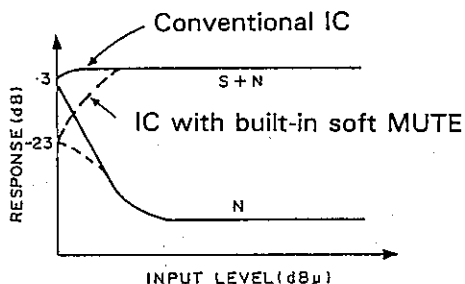 Conventional IC
-3
S+N
IC with built-in soft MUTE
-23
N
RESPONSE (dB)
INPUT LEVEL (dBμ)